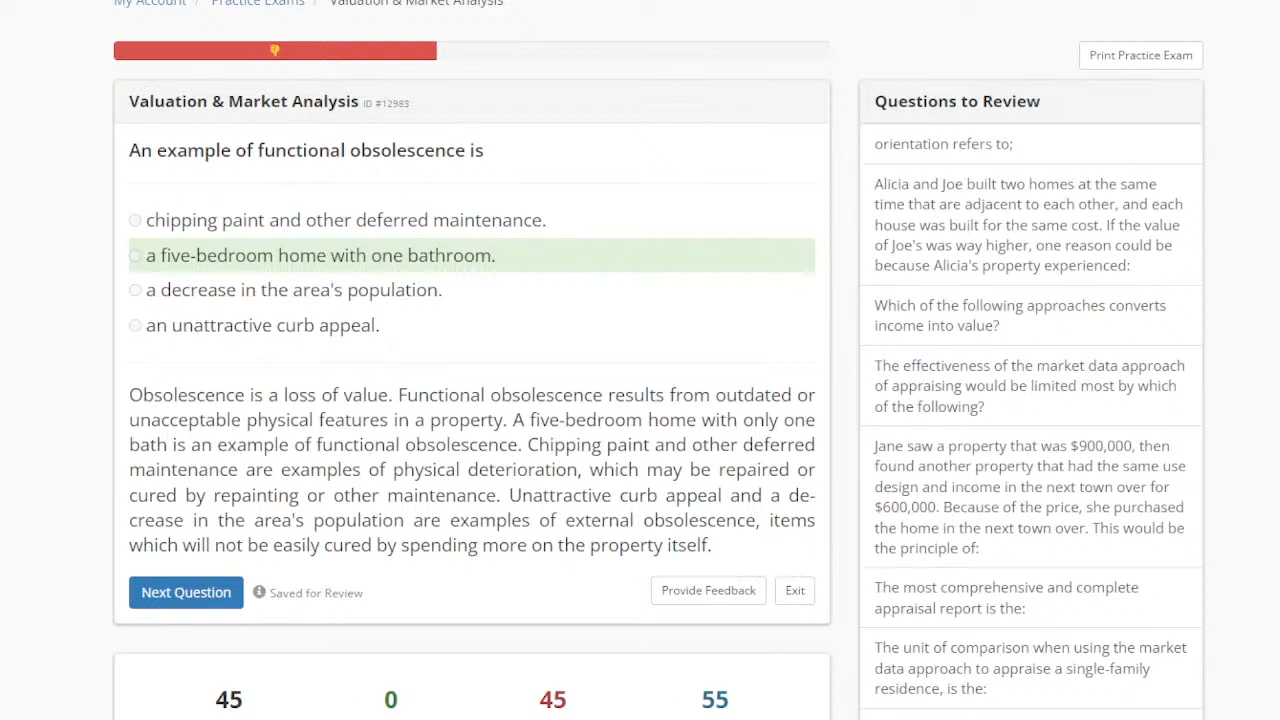 My Account / Practice Exams / Valuation & Market Analysis
Print Practice Exam
Valuation & Market Analysis ID #12983
An example of functional obsolescence is
chipping paint and other deferred maintenance.
a five-bedroom home with one bathroom.
a decrease in the area's population.
an unattractive curb appeal.
Obsolescence is a loss of value. Functional obsolescence results from outdated or
unacceptable physical features in a property. A five-bedroom home with only one
bath is an example of functional obsolescence. Chipping paint and other deferred
maintenance are examples of physical deterioration, which may be repaired or
cured by repainting or other maintenance. Unattractive curb appeal and a de-
crease in the area's population are examples of external obsolescence, items
which will not be easily cured by spending more on the property itself.
Next Question
Saved for Review
Provide Feedback
Exit
45
0
45
55
Questions to Review
orientation refers to;
Alicia and Joe built two homes at the same
time that are adjacent to each other, and each
house was built for the same cost. If the value
of Joe's was way higher, one reason could be
because Alicia's property experienced:
Which of the following approaches converts
income into value?
The effectiveness of the market data approach
of appraising would be limited most by which
of the following?
Jane saw a property that was $900,000, then
found another property that had the same use
design and income in the next town over for
$600,000. Because of the price, she purchased
the home in the next town over. This would be
the principle of:
The most comprehensive and complete
appraisal report is the:
The unit of comparison when using the market
data approach to appraise a single-family
residence, is the: